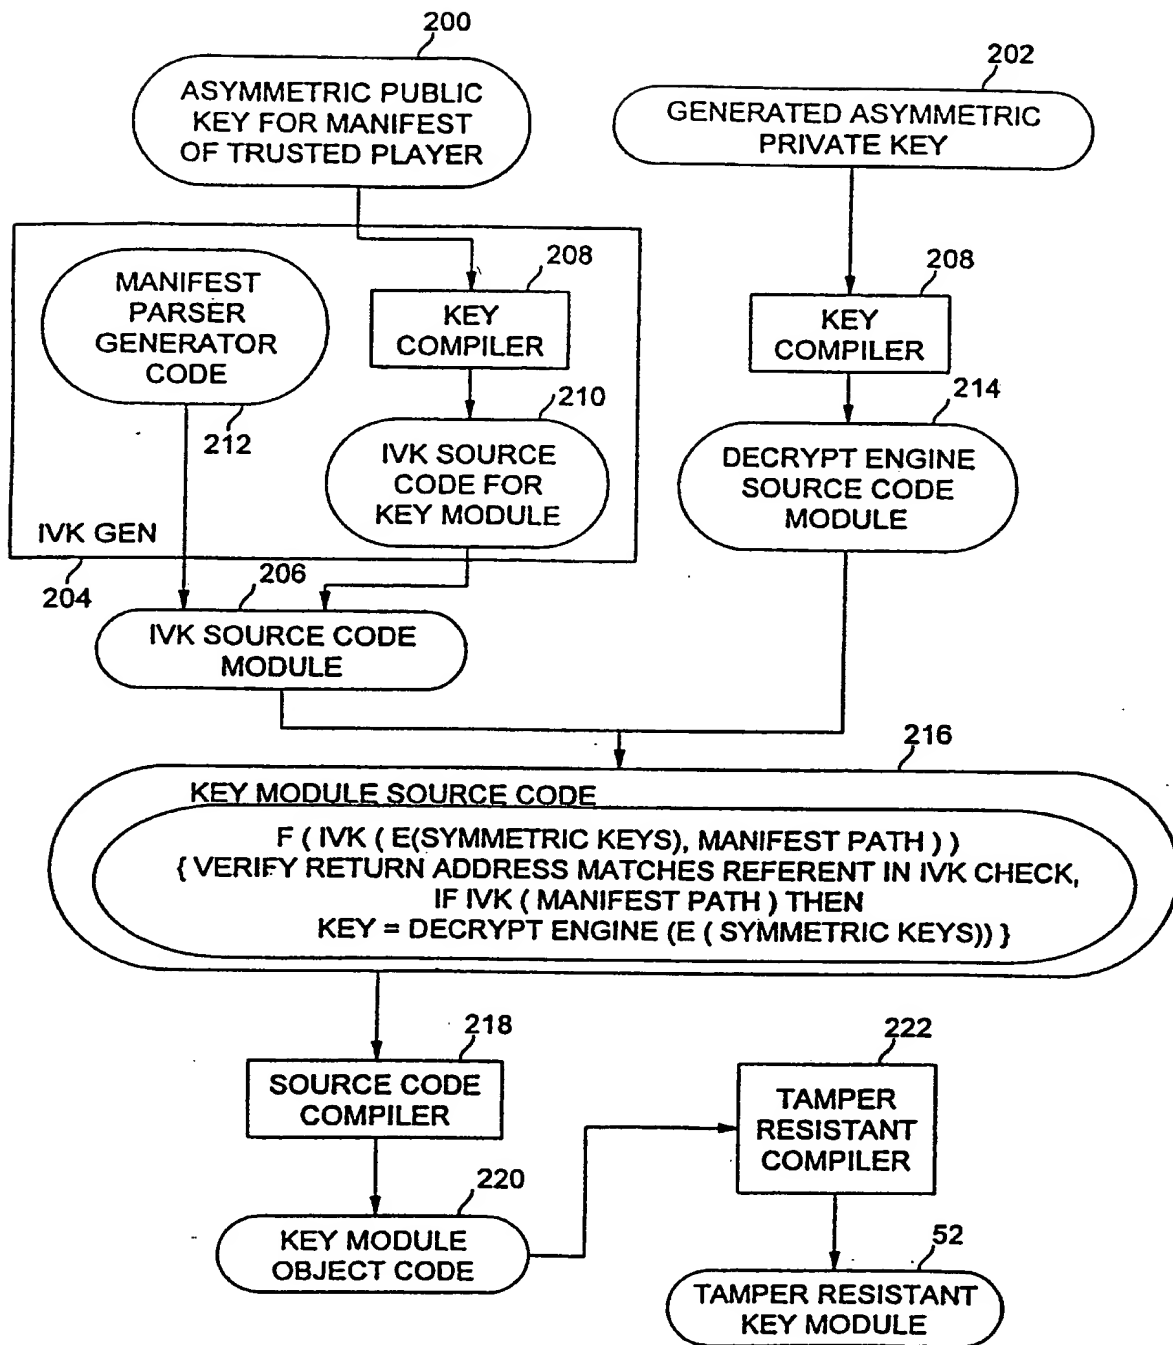 200
ASYMMETRIC PUBLIC
KEY FOR MANIFEST
OF TRUSTED PLAYER
202
GENERATED ASYMMETRIC
PRIVATE KEY
MANIFEST
PARSER
GENERATOR
CODE
212
208
KEY
COMPILER
210
IVK SOURCE
CODE FOR
KEY MODULE
IVK GEN
204
208
KEY
COMPILER
214
DECRYPT ENGINE
SOURCE CODE
MODULE
206
IVK SOURCE CODE
MODULE
216
KEY MODULE SOURCE CODE
F ( IVK ( E(SYMMETRIC KEYS), MANIFEST PATH ) )
{ VERIFY RETURN ADDRESS MATCHES REFERENT IN IVK CHECK,
IF IVK ( MANIFEST PATH ) THEN
KEY = DECRYPT ENGINE (E ( SYMMETRIC KEYS)) }
218
SOURCE CODE
COMPILER
220
KEY MODULE
OBJECT CODE
222
TAMPER
RESISTANT
COMPILER
52
TAMPER RESISTANT
KEY MODULE